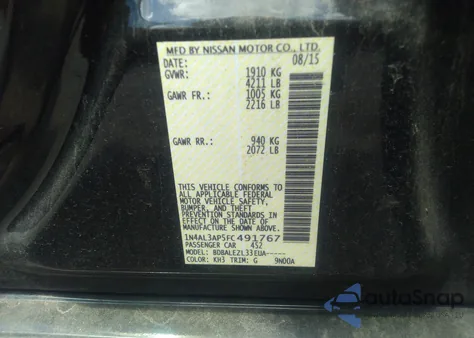 MFD BY NISSAN MOTOR CO., LTD.
DATE: 08/15
GVWR: 1910 KG
4211 LB
GAWR FR.: 1005 KG
2216 LB
GAWR RR.: 940 KG
2072 LB
THIS VEHICLE CONFORMS TO
ALL APPLICABLE FEDERAL
MOTOR VEHICLE SAFETY,
BUMPER, AND THEFT
PREVENTION STANDARDS
IN EFFECT ON THE DATE OF
MANUFACTURE SHOWN ABOVE.
1N4AL3AP5FC491767
PASSENGER CAR 4S2
MODEL: BDBALEZL33EUA-----
COLOR: KH3 TRIM: G 9N00A
autoSnap